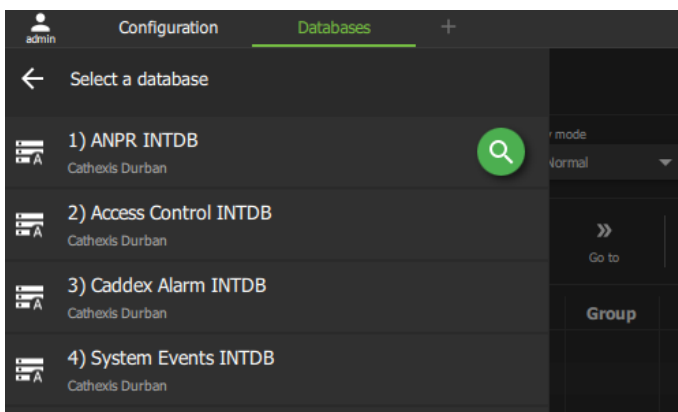 admin
Configuration
Databases
+
Select a database
1) ANPR INTDB
Cathexis Durban
2) Access Control INTDB
Cathexis Durban
3) Caddex Alarm INTDB
Cathexis Durban
4) System Events INTDB
Cathexis Durban
mode
Normal
Go to
Group